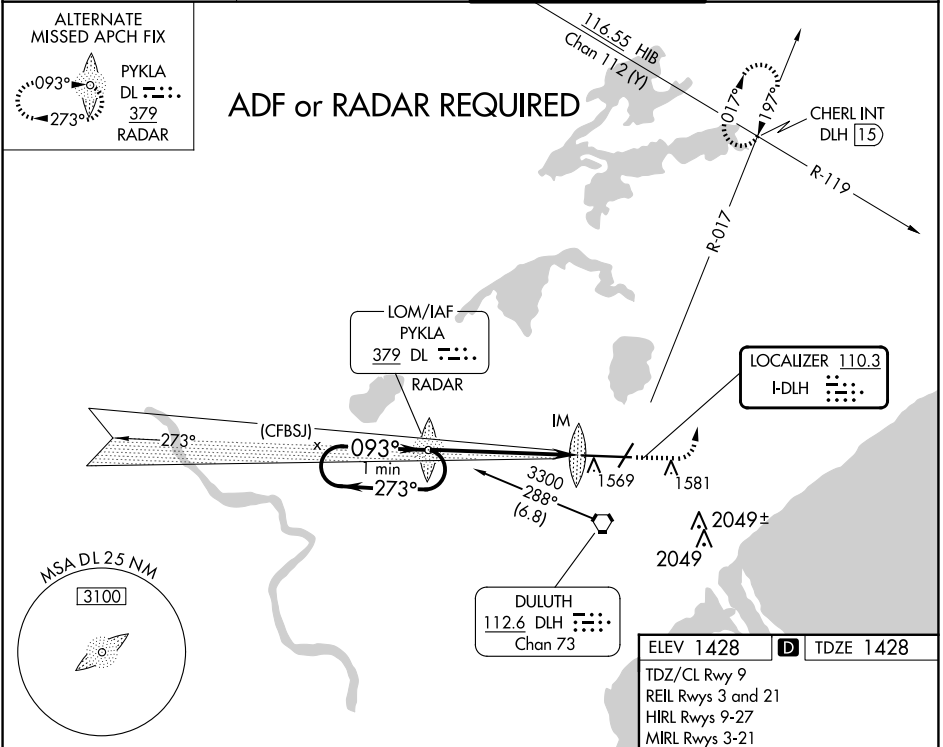 ALTERNATE
MISSED APCH FIX
093°
273°
PYKLA
DL
379
RADAR
ADF or RADAR REQUIRED
116.55 HIB
Chan 112 (Y)
017°
197°
CHERL INT
DLH 15
R-119
R-017
LOM/IAF
PYKLA
379 DL
RADAR
LOCALIZER 110.3
I-DLH
IM
273°
(CFBSJ)
x
093°
1 min
273°
1569
1581
3300
288°
(6.8)
2049±
2049
MSA DL 25 NM
3100
DULUTH
112.6 DLH
Chan 73
ELEV 1428 D TDZE 1428
TDZ/CL Rwy 9
REIL Rwys 3 and 21
HIRL Rwys 9-27
MIRL Rwys 3-21